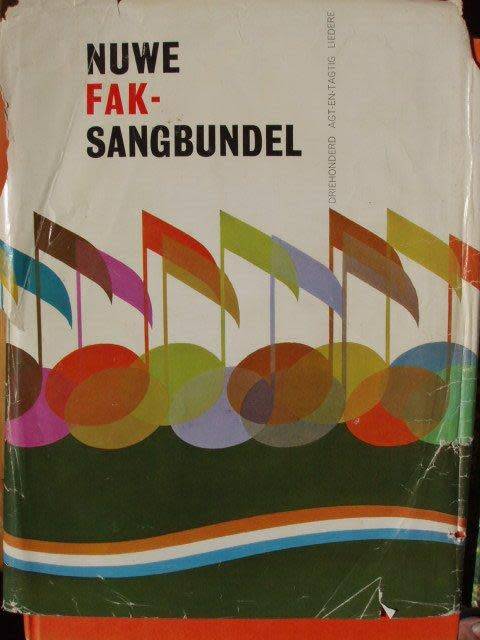 NUWE
FAK-
SANGBUNDEL
DRIEHONDERD AGT-EN-TAGTIG LIEDERE